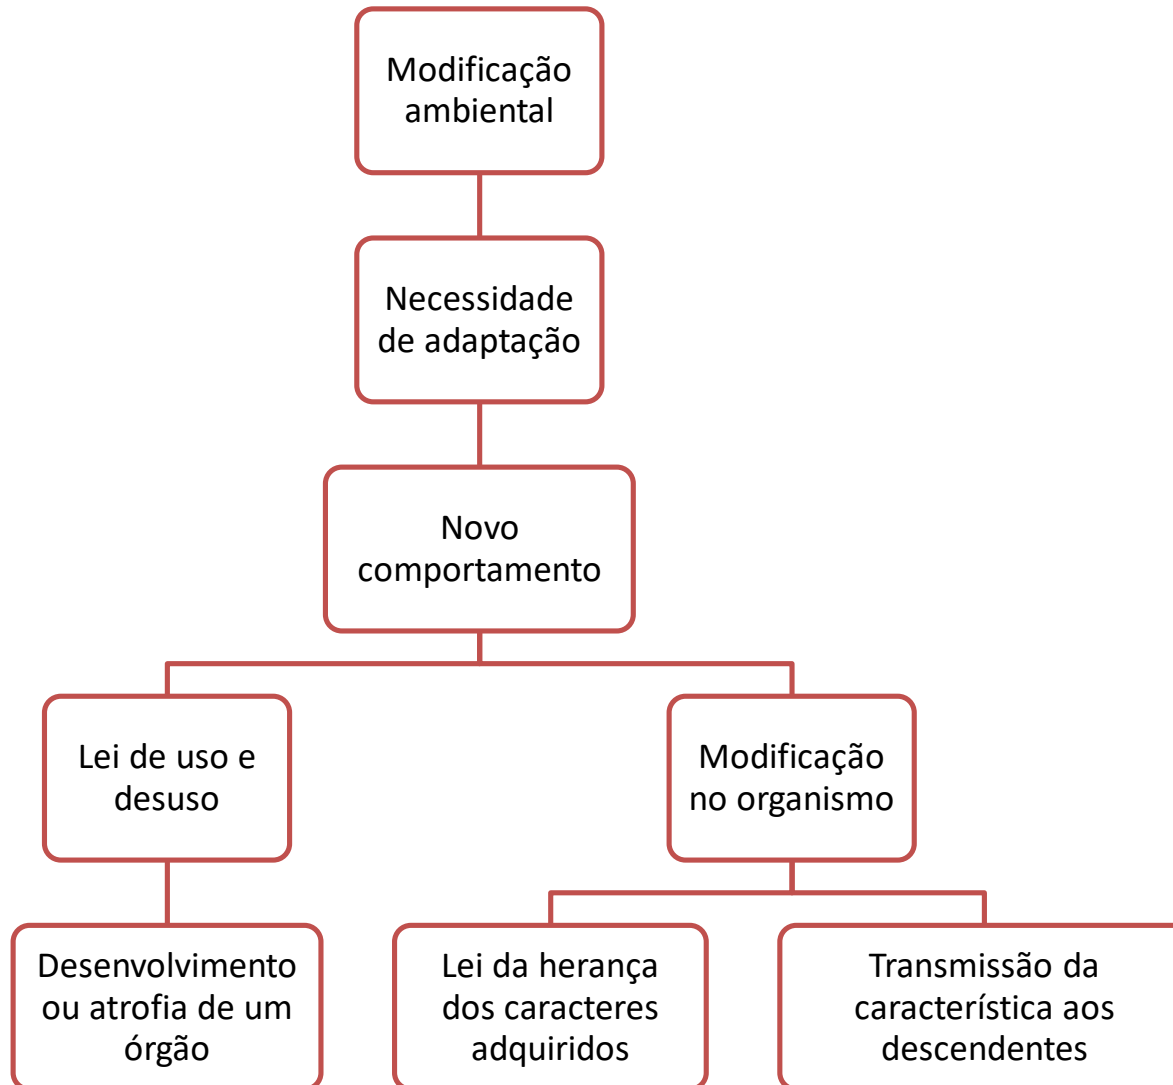 Modificação
ambiental
Necessidade
de adaptação
Novo
comportamento
Lei de uso e
desuso
Modificação
no organismo
Desenvolvimento
ou atrofia de um
órgão
Lei da herança
dos caracteres
adquiridos
Transmissão da
característica aos
descendentes